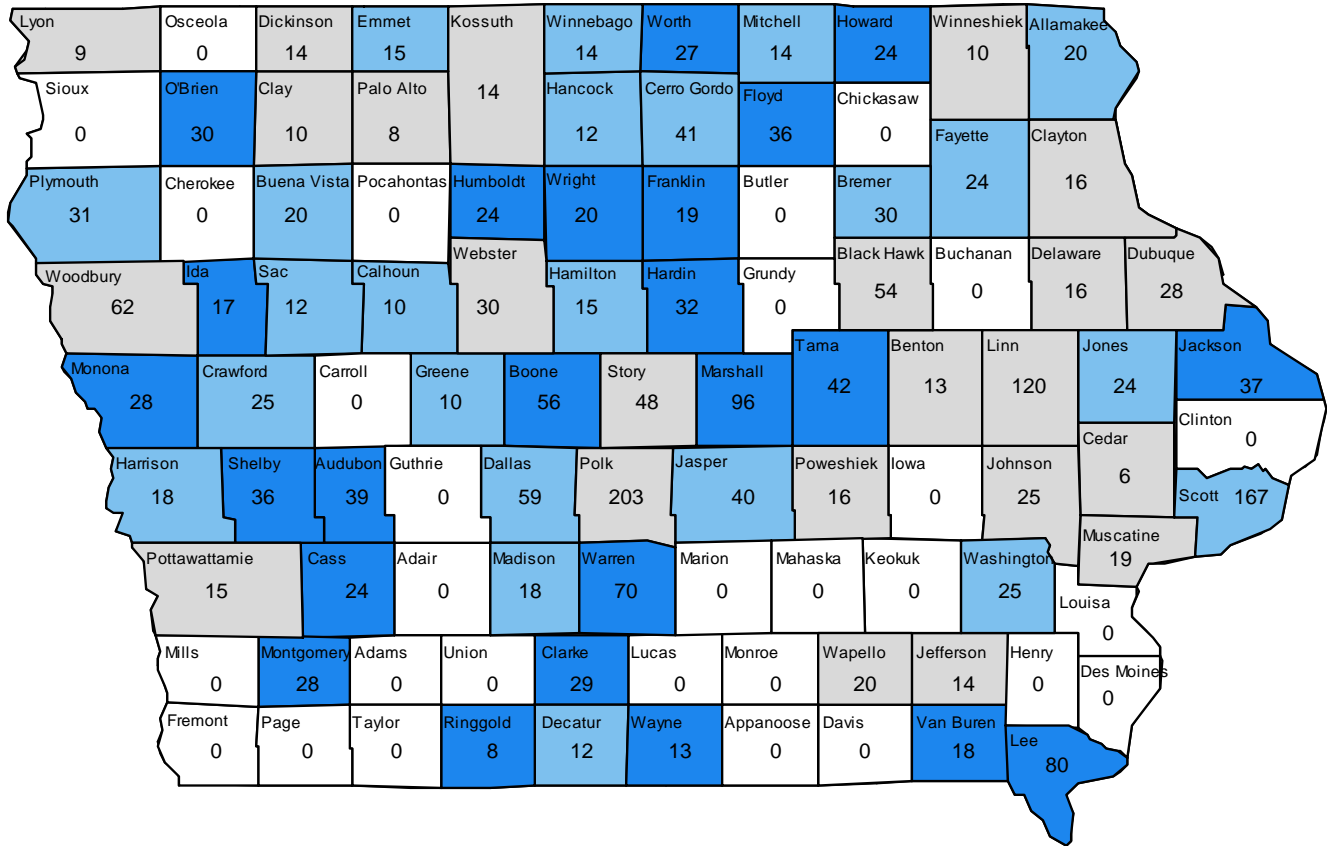 Lyon Osceola Dickinson Emmet Kossuth Winnebago Worth Mitchell Howard Winneshiek Allamakee
9 0 14 15 14 27 14 24 10 20
Sioux O'Brien Clay Palo Alto Hancock Cerro Gordo Floyd Chickasaw
0 30 10 8 14 12 41 36 0
Fayette Clayton
24 16
Plymouth Cherokee Buena Vista Pocahontas Humboldt Wright Franklin Butler Bremer
31 0 20 0 24 20 19 0 30
Woodbury Ida Sac Calhoun Webster Hamilton Hardin Grundy Black Hawk Buchanan Delaware Dubuque
62 17 12 10 30 15 32 0 54 0 16 28
Monona Crawford Carroll Greene Boone Story Marshall Tama Benton Linn Jones Jackson
28 25 0 10 56 48 96 42 13 120 24 37
Clinton
0
Harrison Shelby Audubon Guthrie Dallas Polk Jasper Poweshiek Iowa Johnson Cedar
18 36 39 0 59 203 40 16 0 25 6
Scott 167
Pottawattamie Cass Adair Madison Warren Marion Mahaska Keokuk Washington Muscatine
15 24 0 18 70 0 0 0 25 19
Louisa
0
Mills Montgomery Adams Union Clarke Lucas Monroe Wapello Jefferson Henry Des Moines
0 28 0 0 29 0 0 20 14 0 0
Fremont Page Taylor Ringgold Decatur Wayne Appanoose Davis Van Buren Lee
0 0 0 8 12 13 0 0 18 80